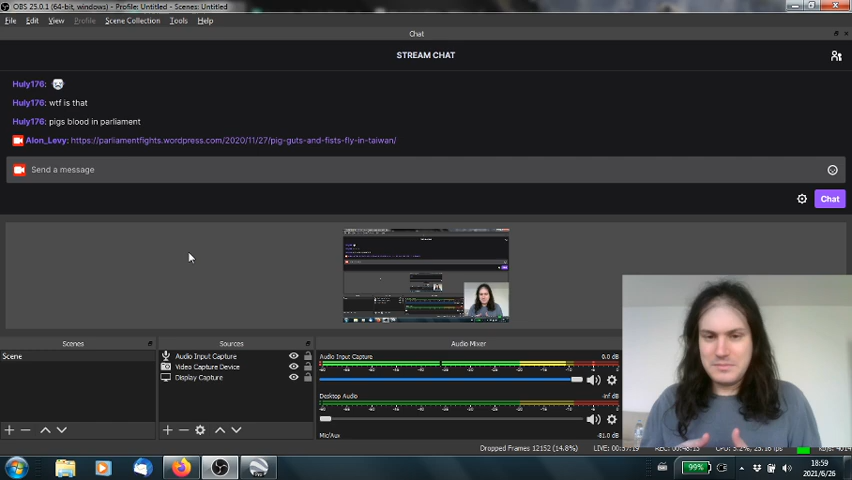 OBS 25.0.1 (64-bit, windows) - Profile: Untitled - Scenes: Untitled
File Edit View Profile Scene Collection Tools Help
Chat
STREAM CHAT
Huly176:
Huly176: wtf is that
Huly176: pigs blood in parliament
Alon_Levy: https://parliamentfights.wordpress.com/2020/11/27/pig-guts-and-fists-fly-in-taiwan/
Send a message
Chat
Scenes Sources Audio Mixer
Scene
Audio Input Capture
Video Capture Device
Display Capture
Audio Input Capture 0.0 dB
Desktop Audio -inf dB
Mic/Aux -81.0 dB
Dropped Frames 12152 (14.8%)
99%
18:59
2021/6/26